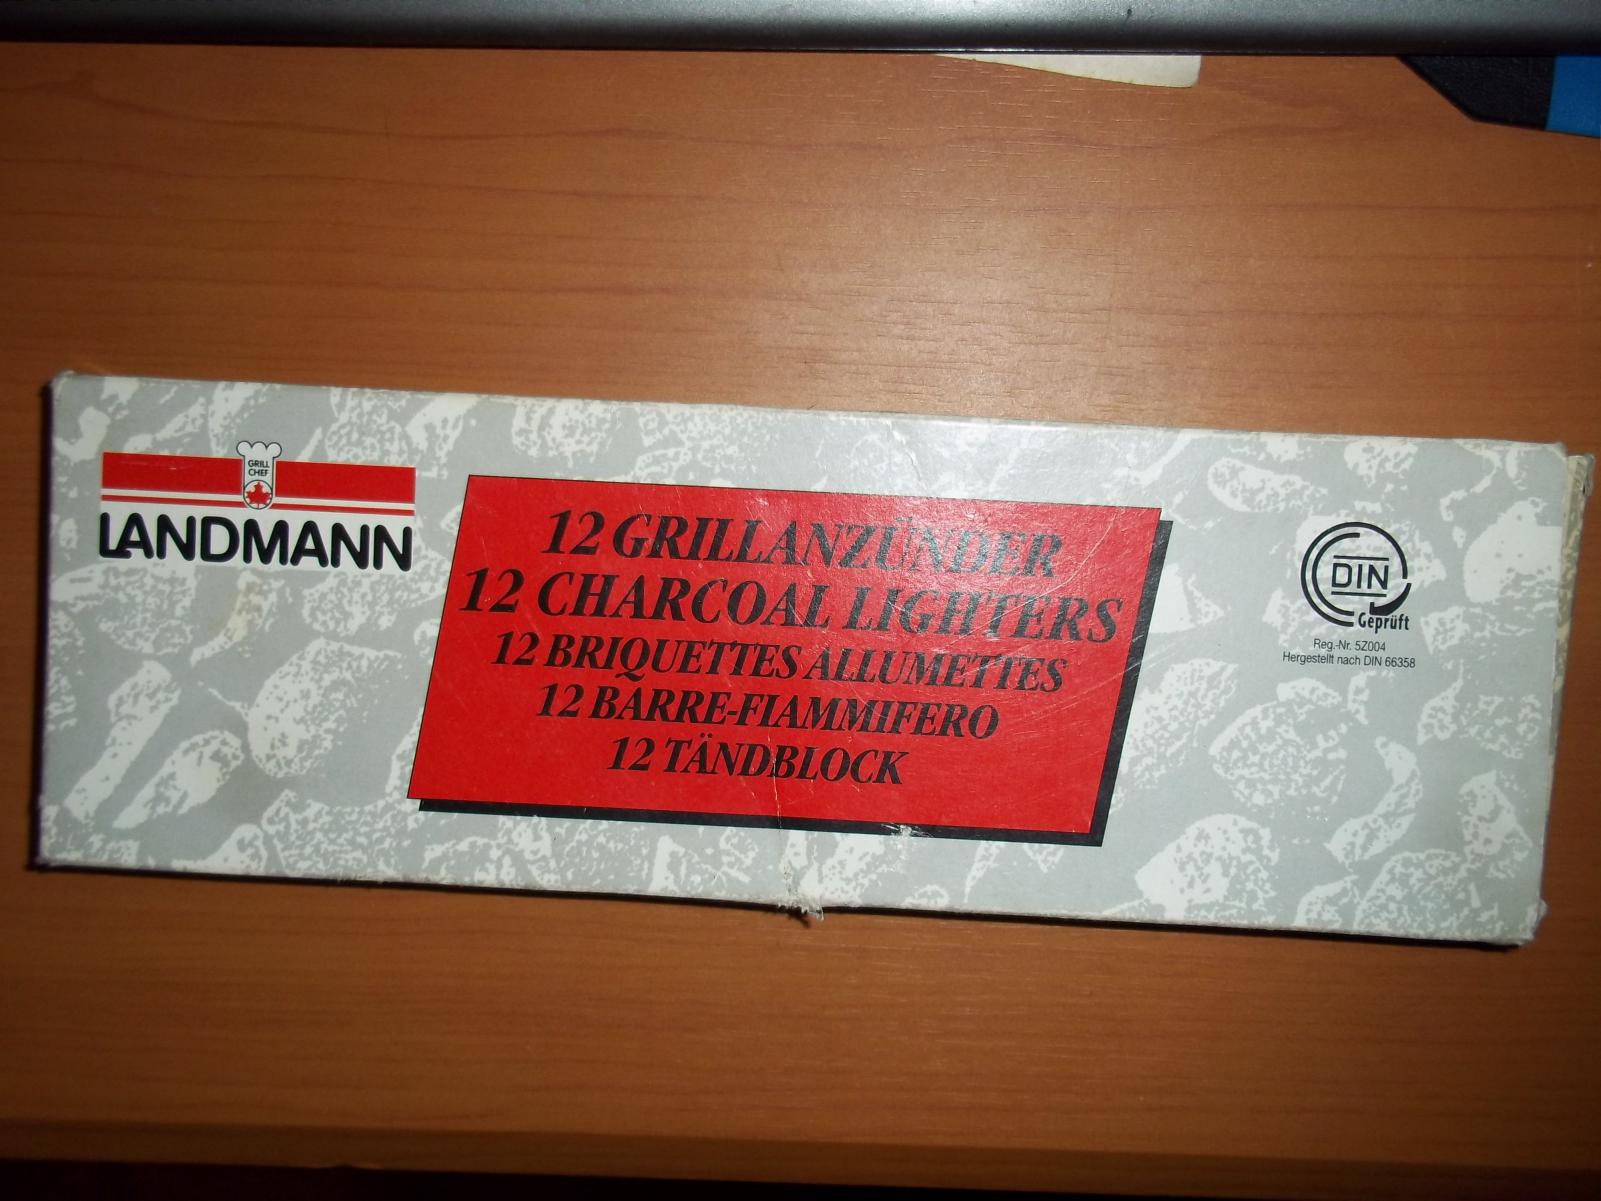 GRILL
CHEF
LANDMANN
12 GRILLANZÜNDER
12 CHARCOAL LIGHTERS
12 BRIQUETTES ALLUMETTES
12 BARRE-FIAMMIFERO
12 TÄNDBLOCK
DIN
Geprüft
Reg.-Nr. 5Z004
Hergestellt nach DIN 66358